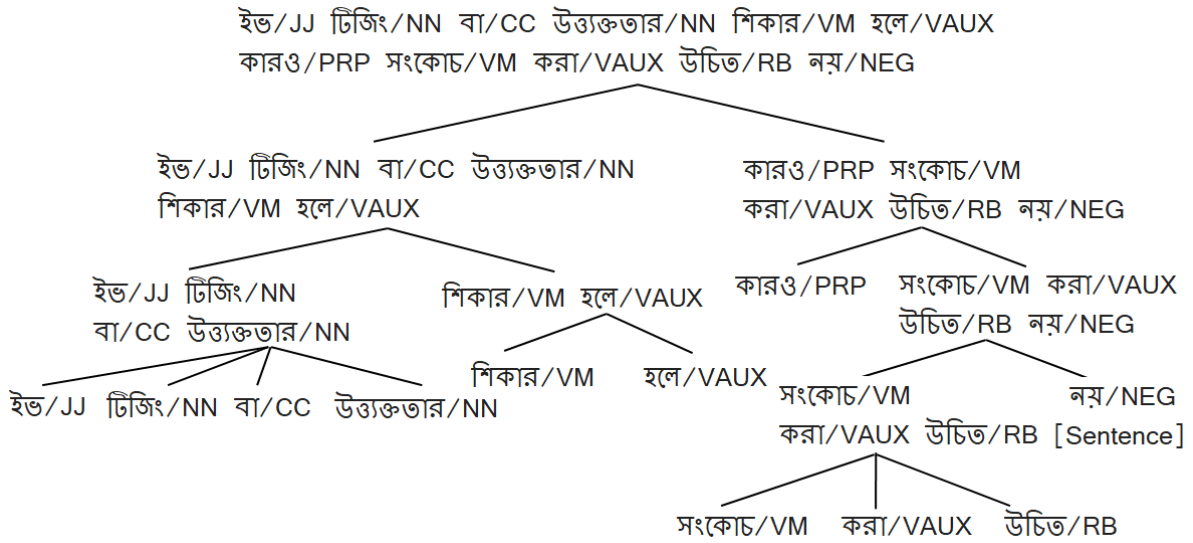 ইভ/JJ টিজিং/NN বা/CC উত্ত্যক্ততার/NN শিকার/VM হলে/VAUX
কারও/PRP সংকোচ/VM করা/VAUX উচিত/RB নয়/NEG
ইভ/JJ টিজিং/NN বা/CC উত্ত্যক্ততার/NN
শিকার/VM হলে/VAUX
কারও/PRP সংকোচ/VM
করা/VAUX উচিত/RB নয়/NEG
ইভ/JJ টিজিং/NN
বা/CC উত্ত্যক্ততার/NN
শিকার/VM হলে/VAUX
কারও/PRP
সংকোচ/VM করা/VAUX
উচিত/RB নয়/NEG
ইভ/JJ টিজিং/NN বা/CC উত্ত্যক্ততার/NN
শিকার/VM হলে/VAUX
সংকোচ/VM
করা/VAUX উচিত/RB
নয়/NEG
[Sentence]
সংকোচ/VM করা/VAUX উচিত/RB